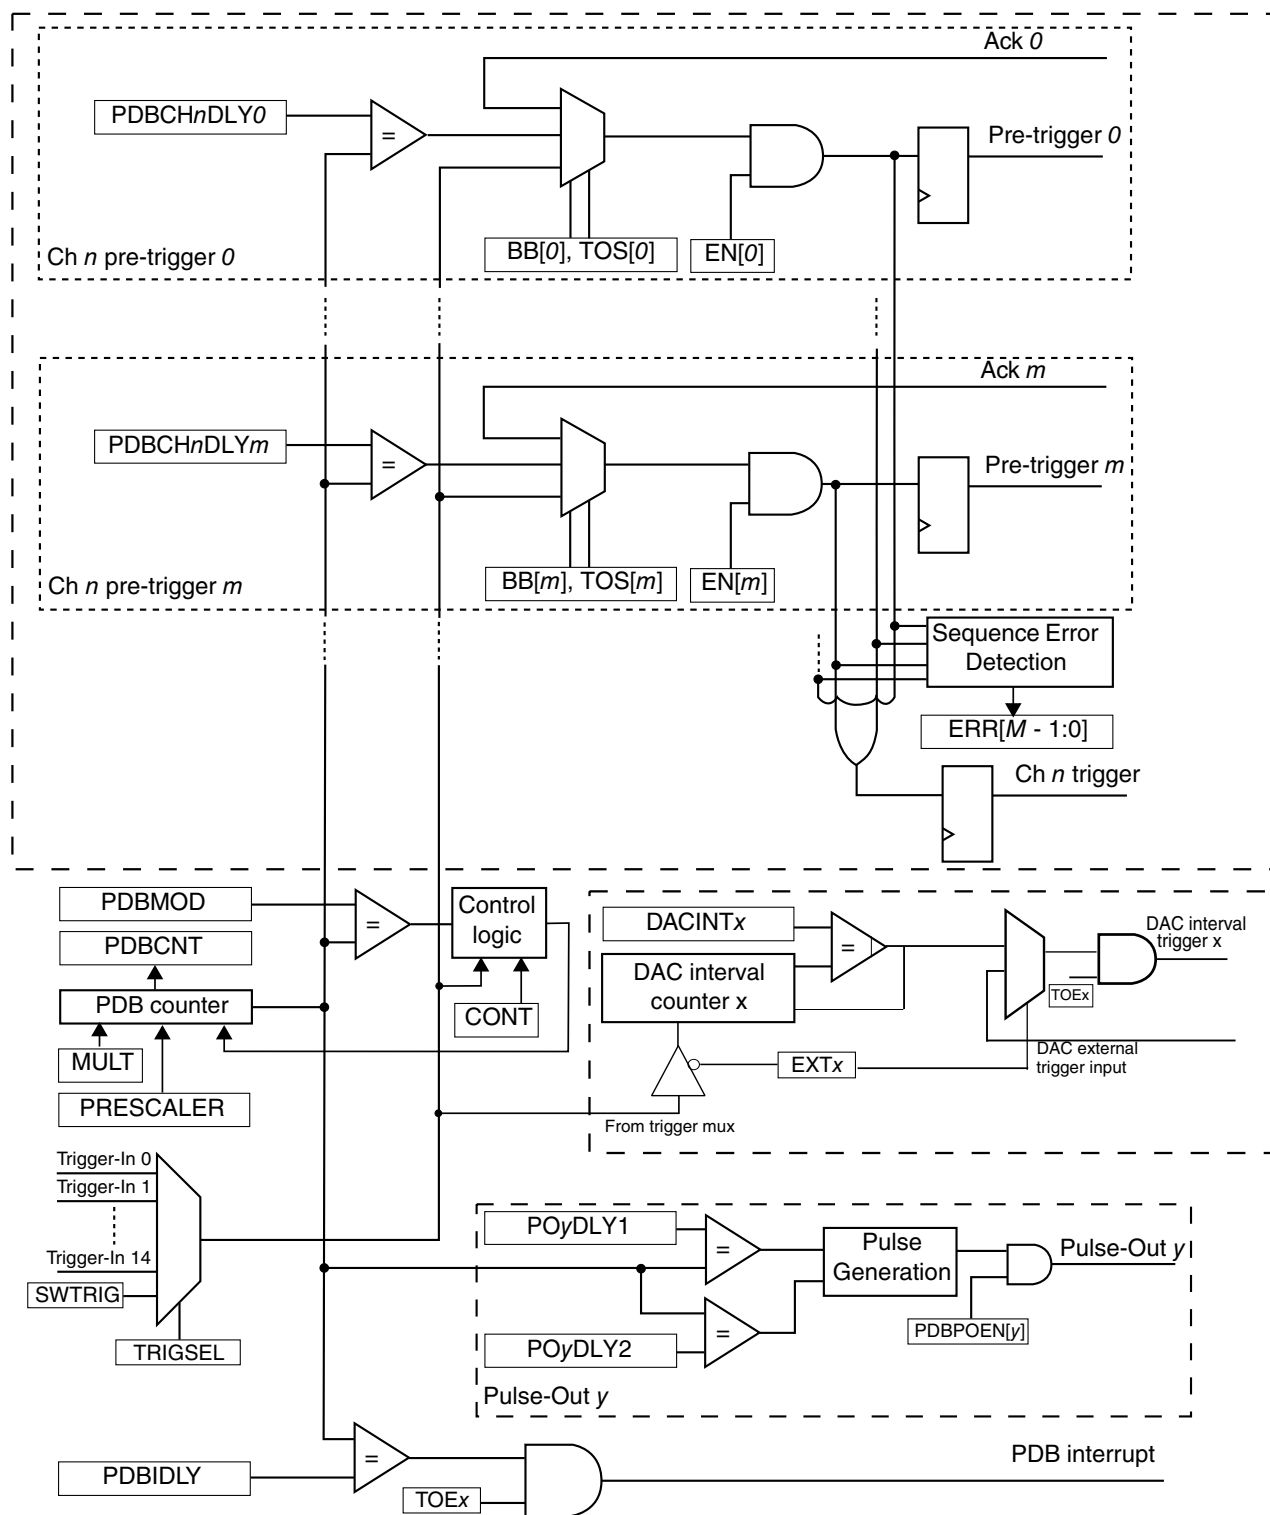 Ack 0
PDBCHnDLY0
=
Pre-trigger 0
BB[0], TOS[0]
EN[0]
Ch n pre-trigger 0
Ack m
PDBCHnDLYm
=
Pre-trigger m
BB[m], TOS[m]
EN[m]
Ch n pre-trigger m
Sequence Error
Detection
ERR[M - 1:0]
Ch n trigger
PDBMOD
=
Control
logic
PDBCNT
PDB counter
CONT
MULT
PRESCALER
DACINTx
=
DAC interval
counter x
DAC interval
trigger x
TOEx
EXTx
DAC external
trigger input
From trigger mux
Trigger-In 0
Trigger-In 1
Trigger-In 14
SWTRIG
TRIGSEL
POyDLY1
=
Pulse
Generation
Pulse-Out y
=
POyDLY2
PDBPOEN[y]
Pulse-Out y
PDBIDLY
=
TOEx
PDB interrupt